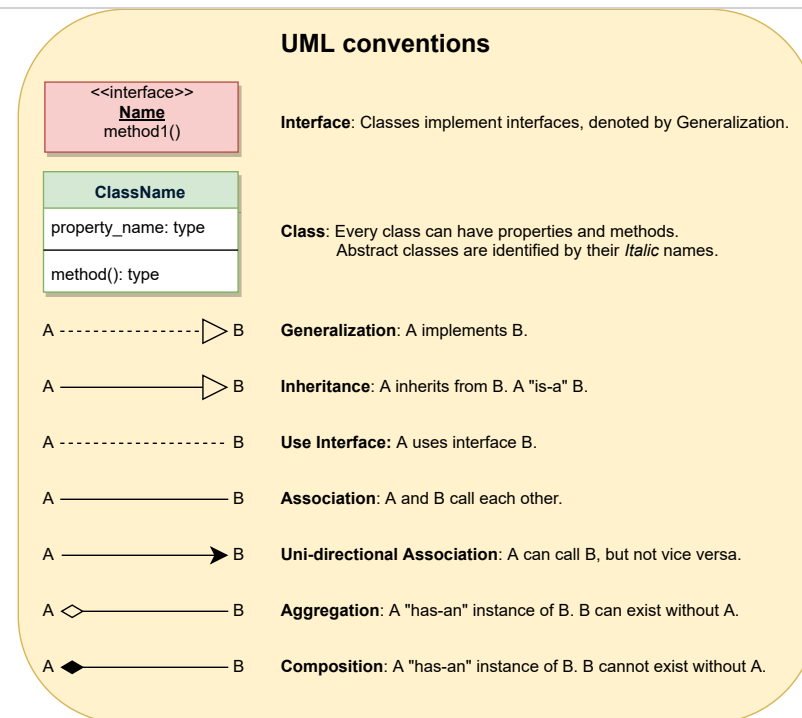 UML conventions
<<interface>>
Name
method1()
Interface: Classes implement interfaces, denoted by Generalization.
ClassName
property_name: type
method(): type
Class: Every class can have properties and methods.
Abstract classes are identified by their Italic names.
A B Generalization: A implements B.
A B Inheritance: A inherits from B. A "is-a" B.
A B Use Interface: A uses interface B.
A B Association: A and B call each other.
A B Uni-directional Association: A can call B, but not vice versa.
A B Aggregation: A "has-an" instance of B. B can exist without A.
A B Composition: A "has-an" instance of B. B cannot exist without A.